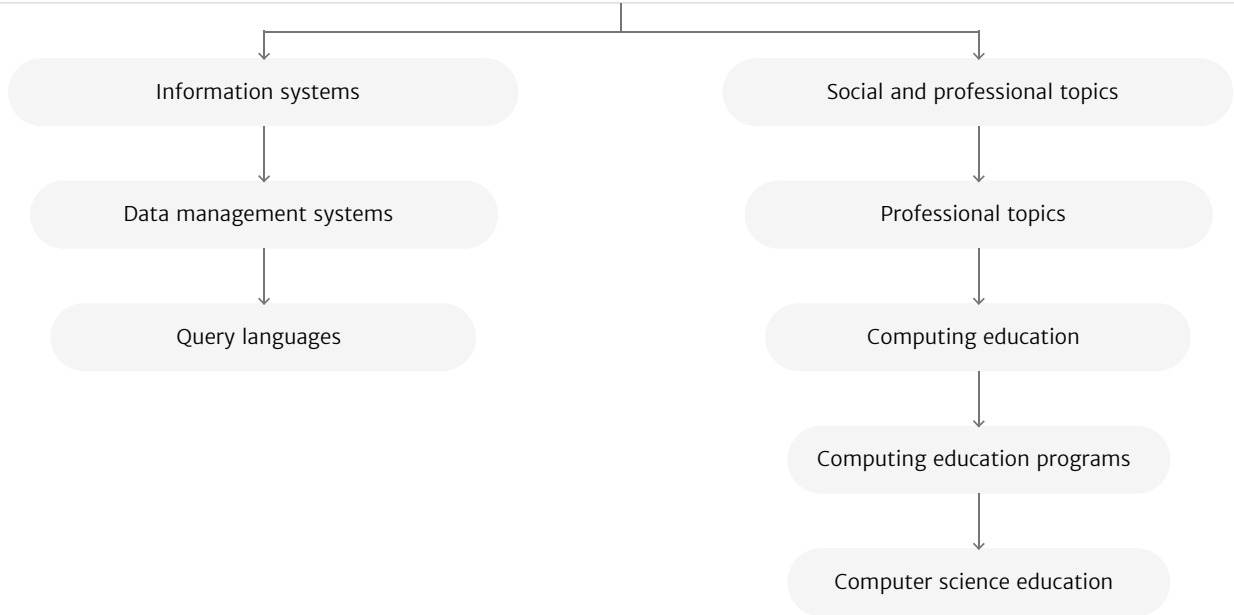 Information systems
Social and professional topics
Data management systems
Professional topics
Query languages
Computing education
Computing education programs
Computer science education